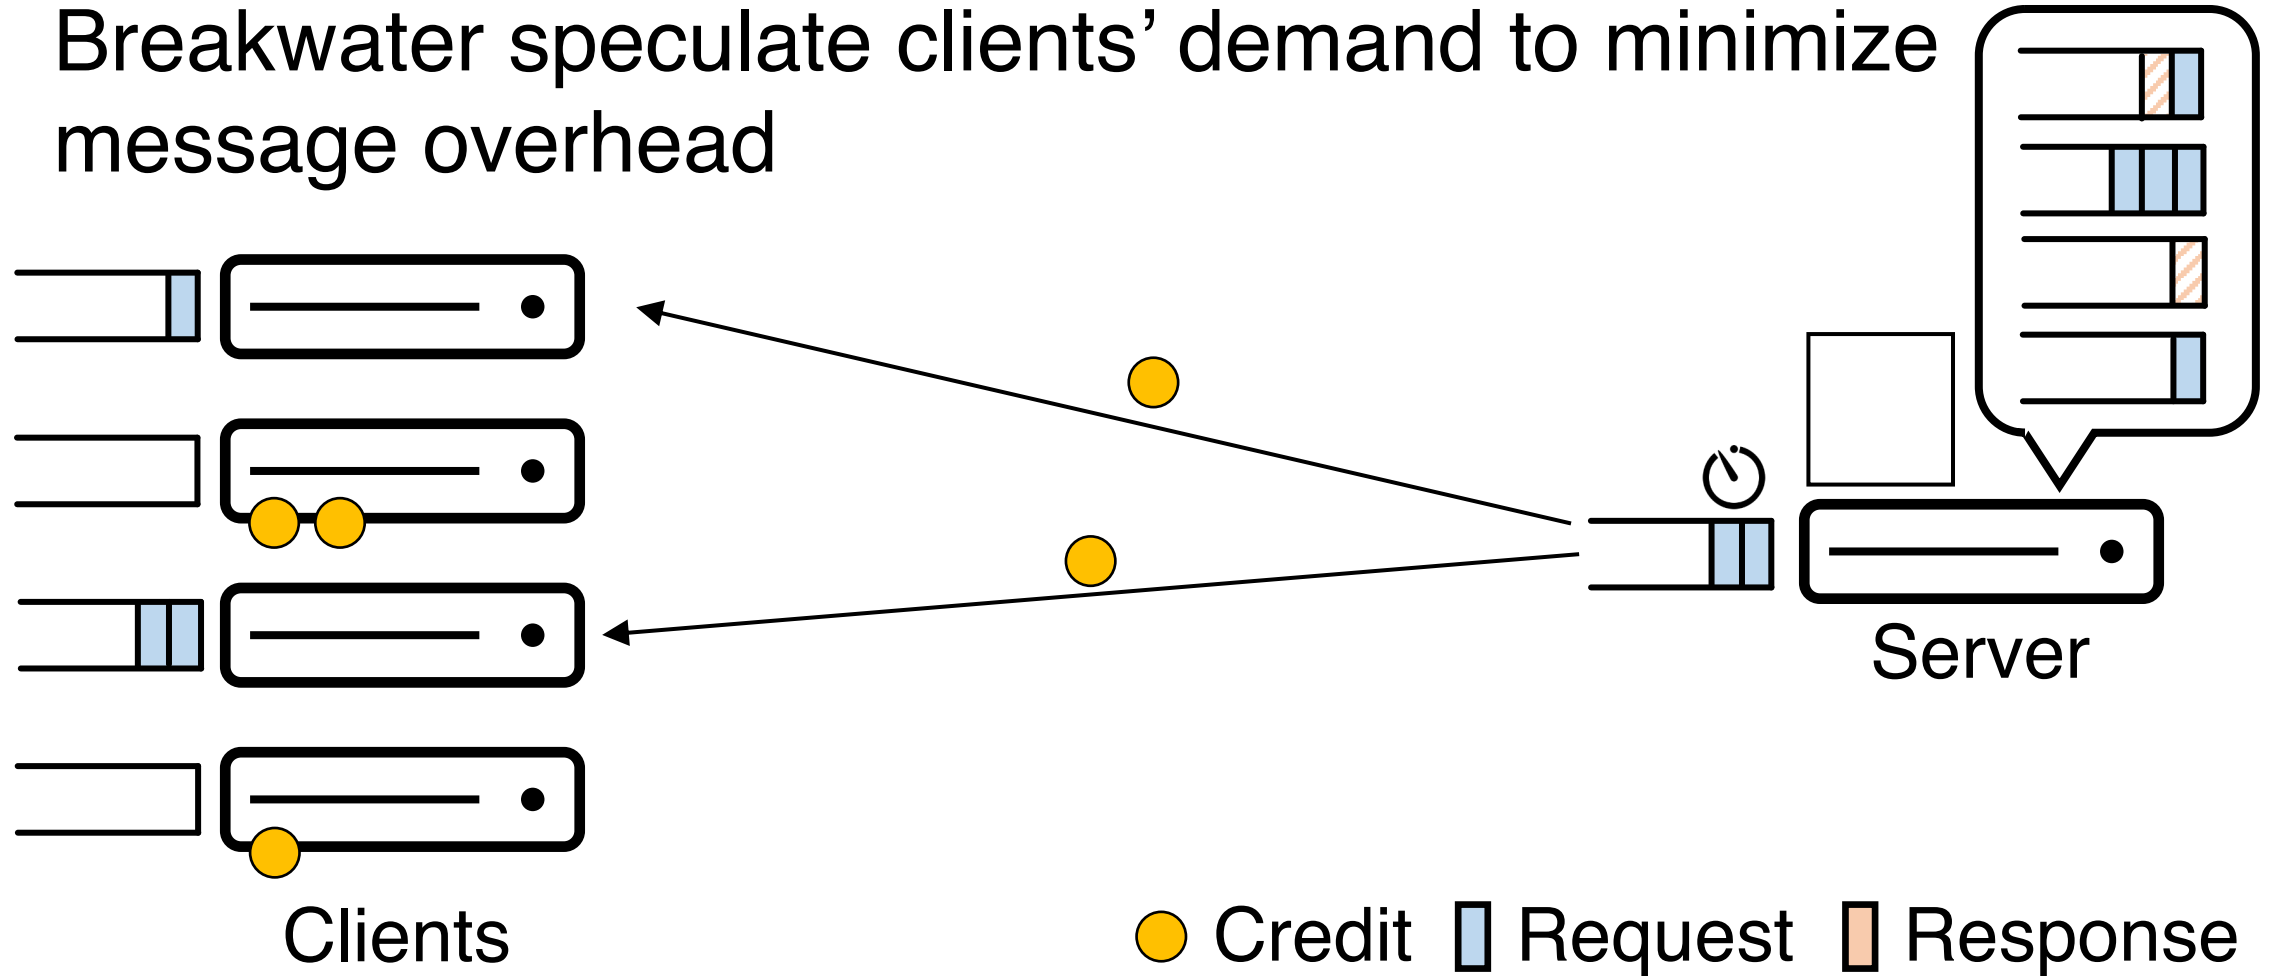 Breakwater speculate clients’ demand to minimize
message overhead
Server
Clients
Credit
Request
Response